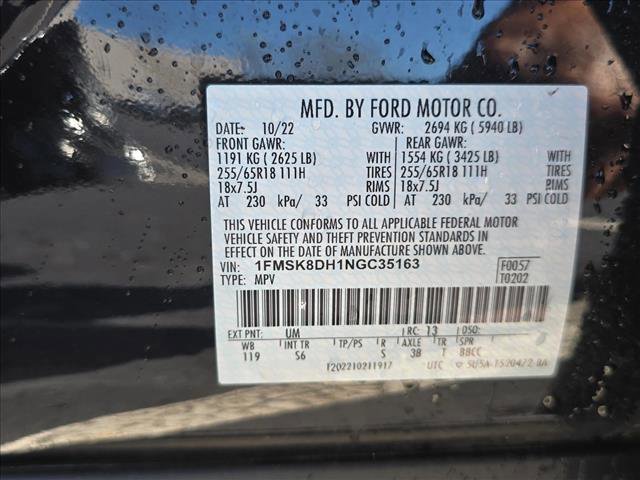 MFD. BY FORD MOTOR CO.
DATE: 10/22 GVWR: 2694 KG ( 5940 LB)
FRONT GAWR: REAR GAWR:
1191 KG ( 2625 LB) WITH 1554 KG ( 3425 LB) WITH
255/65R18 111H TIRES 255/65R18 111H TIRES
18x7.5J RIMS 18x7.5J RIMS
AT 230 kPa/ 33 PSI COLD AT 230 kPa/ 33 PSI COLD
THIS VEHICLE CONFORMS TO ALL APPLICABLE FEDERAL MOTOR
VEHICLE SAFETY AND THEFT PREVENTION STANDARDS IN
EFFECT ON THE DATE OF MANUFACTURE SHOWN ABOVE.
VIN: 1FMSK8DH1NGC35163 F0057
TYPE: MPV T0202
EXT PNT: UM RC: 13 DSO:
WB INT TR TP/PS R AXLE TR SPR
119 S6 S 38 T 88CC
T20221021191? UTC